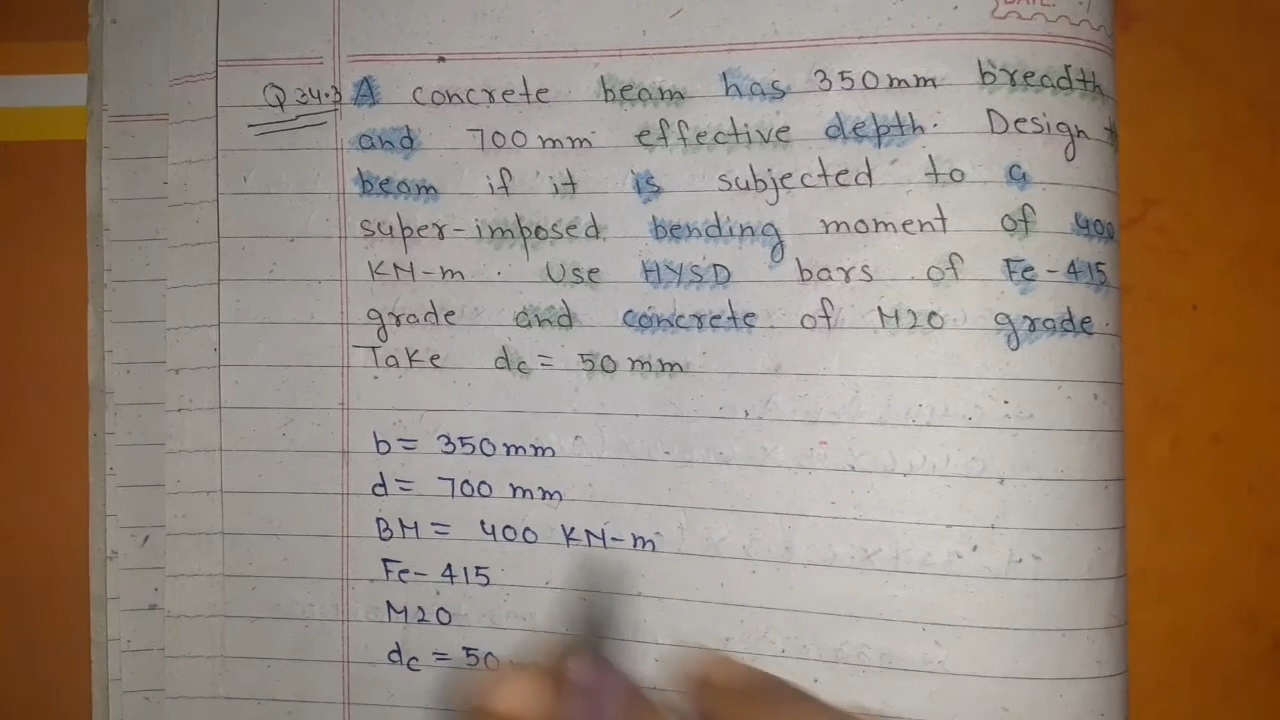 A concrete beam has 350mm breadth
and 700mm effective depth. Design
beam if it is subjected to a
super-imposed bending moment of 400
KN-m. Use HYSD bars of Fe-415
grade and concrete of M20 grade.
Take dc = 50mm
b = 350mm
d = 700 mm
BM = 400 KN-m
Fe-415
M20
dc = 50